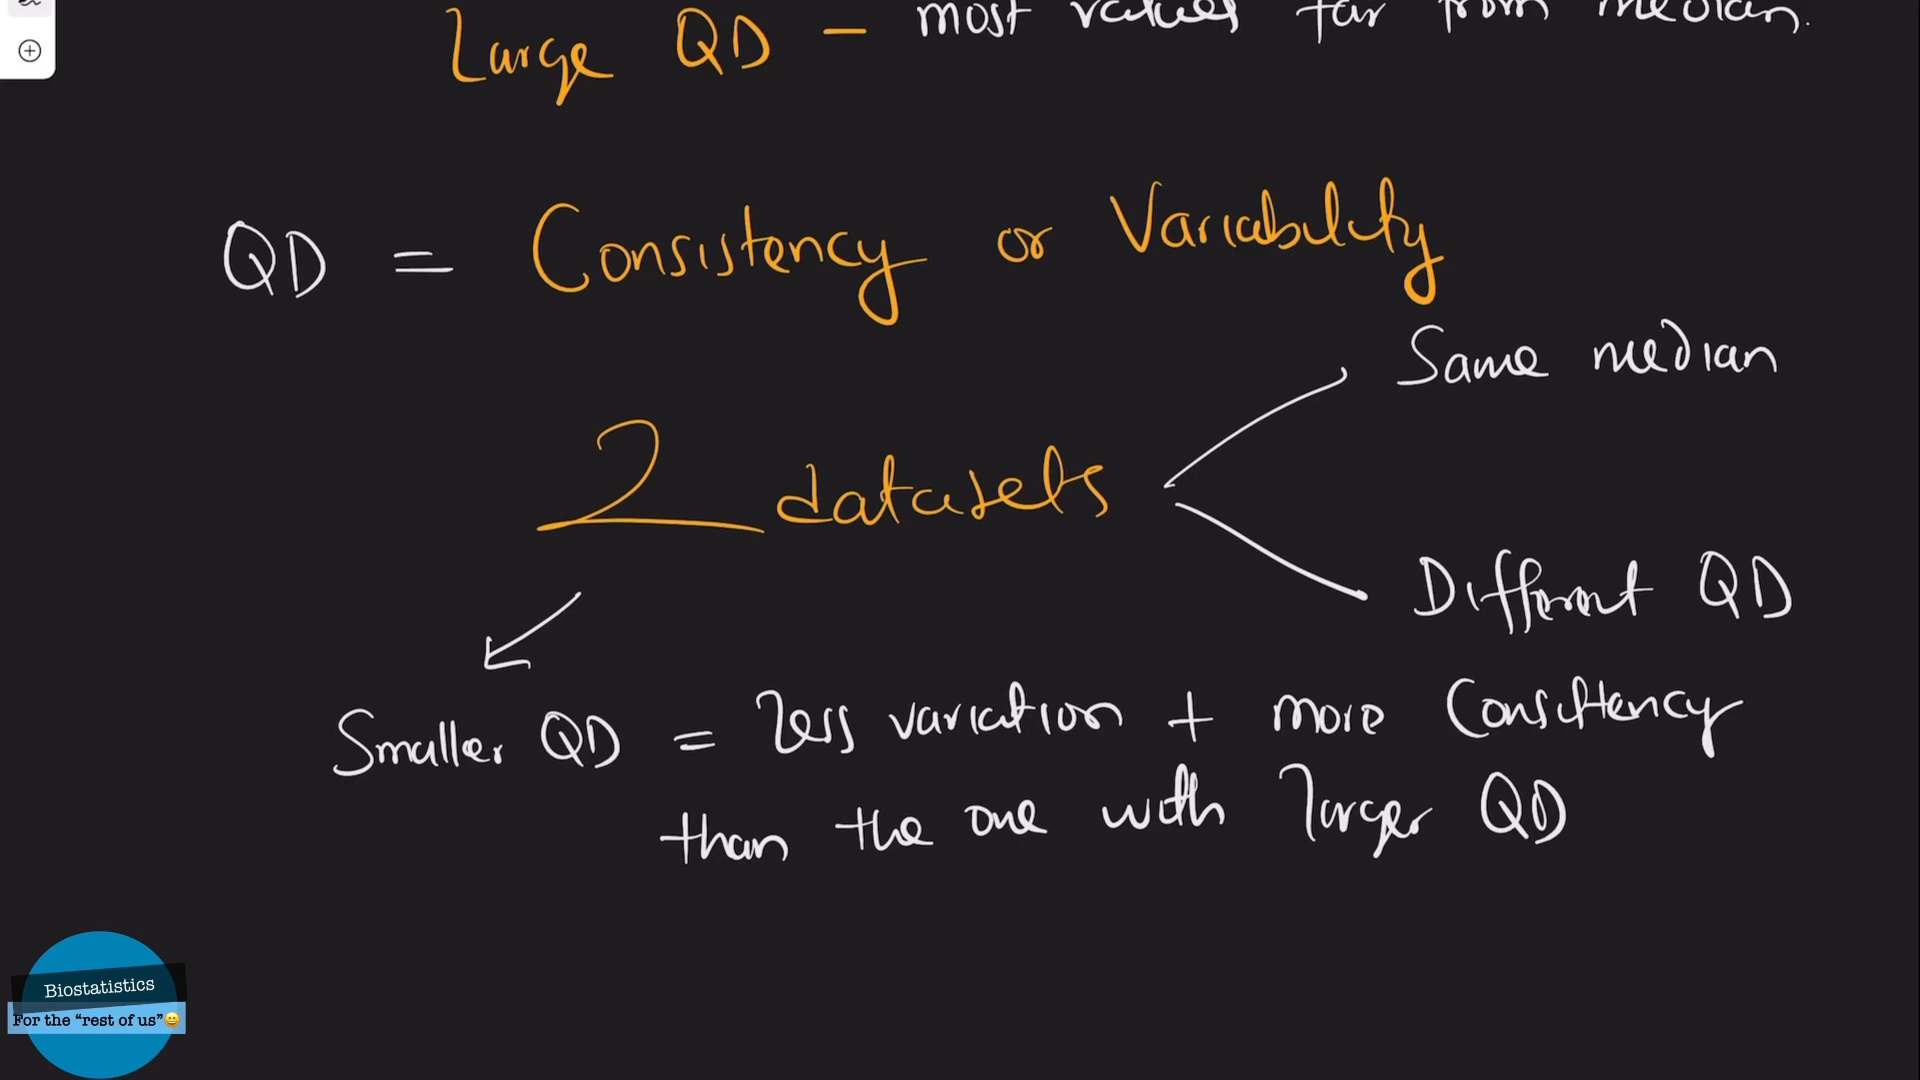 Large QD - most values far from median.
QD = Consistency or Variability
2 datasets
Same median
Different QD
Smaller QD = less variation + more Consistency
than the one with larger QD
Biostatistics
For the “rest of us”😄